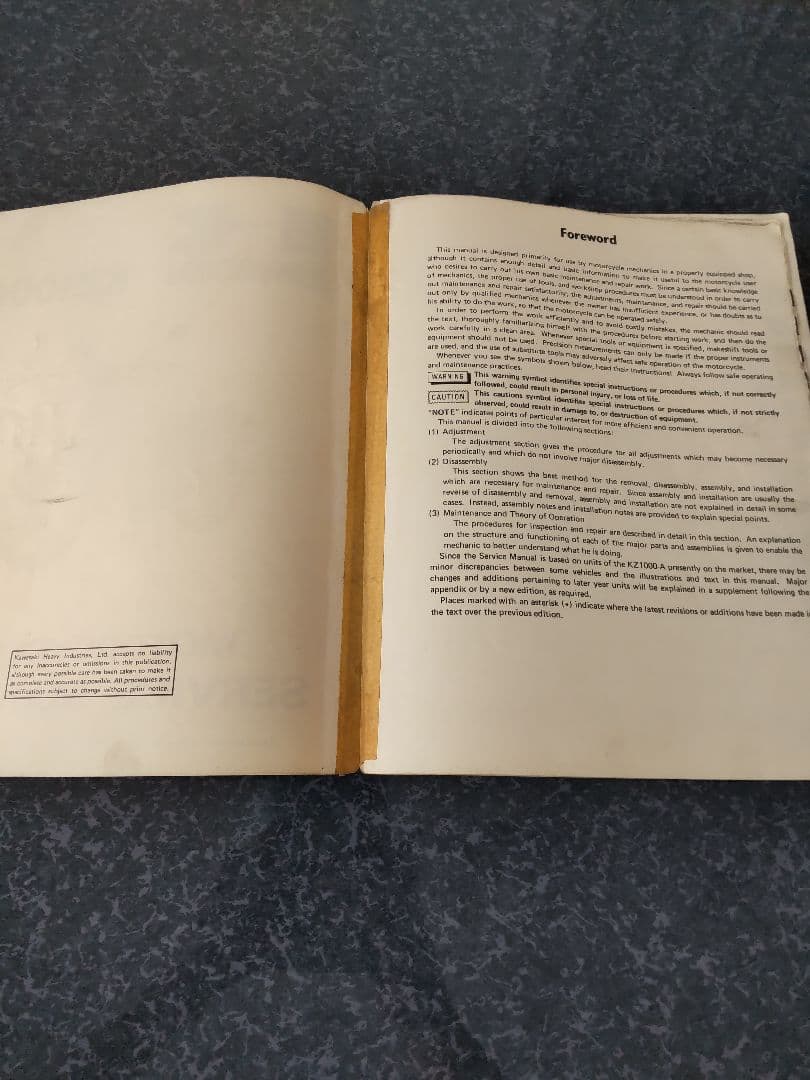 Kawasaki Heavy Industries, Ltd. accepts no liability
for any inaccuracies or omissions in this publication,
although every possible care has been taken to make it
as complete and accurate as possible. All procedures and
specifications subject to change without prior notice.
Foreword
This manual is designed primarily for use by motorcycle mechanics in a properly equipped shop,
although it contains enough detail and basic information to make it useful to the motorcycle user
who desires to carry out his own basic maintenance and repair work. Since a certain basic knowledge
of mechanics, the proper use of tools, and workshop procedures must be understood in order to carry
out maintenance and repair satisfactorily, the adjustments, maintenance, and repair should be carried
out only by qualified mechanics whenever the owner has insufficient experience, or has doubts as to
his ability to do the work, so that the motorcycle can be operated safely.
In order to perform the work efficiently and to avoid costly mistakes, the mechanic should read
the text, thoroughly familiarizing himself with the procedures before starting work, and then do the
work carefully in a clean area. Whenever special tools or equipment is specified, makeshift tools or
equipment should not be used. Precision measurements can only be made if the proper instruments
are used, and the use of substitute tools may adversely affect safe operation of the motorcycle.
Whenever you see the symbols shown below, heed their instructions! Always follow safe operating
and maintenance practices.
WARNING This warning symbol identifies special instructions or procedures which, if not correctly
followed, could result in personal injury, or loss of life.
CAUTION This cautions symbol identifies special instructions or procedures which, if not strictly
observed, could result in damage to, or destruction of equipment.
"NOTE" indicates points of particular interest for more efficient and convenient operation.
This manual is divided into the following sections:
(1) Adjustment
The adjustment section gives the procedure for all adjustments which may become necessary
periodically and which do not involve major disassembly.
(2) Disassembly
This section shows the best method for the removal, disassembly, assembly, and installation
which are necessary for maintenance and repair. Since assembly and installation are usually the
reverse of disassembly and removal, assembly and installation are not explained in detail in some
cases. Instead, assembly notes and installation notes are provided to explain special points.
(3) Maintenance and Theory of Operation
The procedures for inspection and repair are described in detail in this section. An explanation
on the structure and functioning of each of the major parts and assemblies is given to enable the
mechanic to better understand what he is doing.
Since the Service Manual is based on units of the KZ1000-A presently on the market, there may be
minor discrepancies between some vehicles and the illustrations and text in this manual. Major
changes and additions pertaining to later year units will be explained in a supplement following the
appendix or by a new edition, as required.
Places marked with an asterisk (*) indicate where the latest revisions or additions have been made
the text over the previous edition.